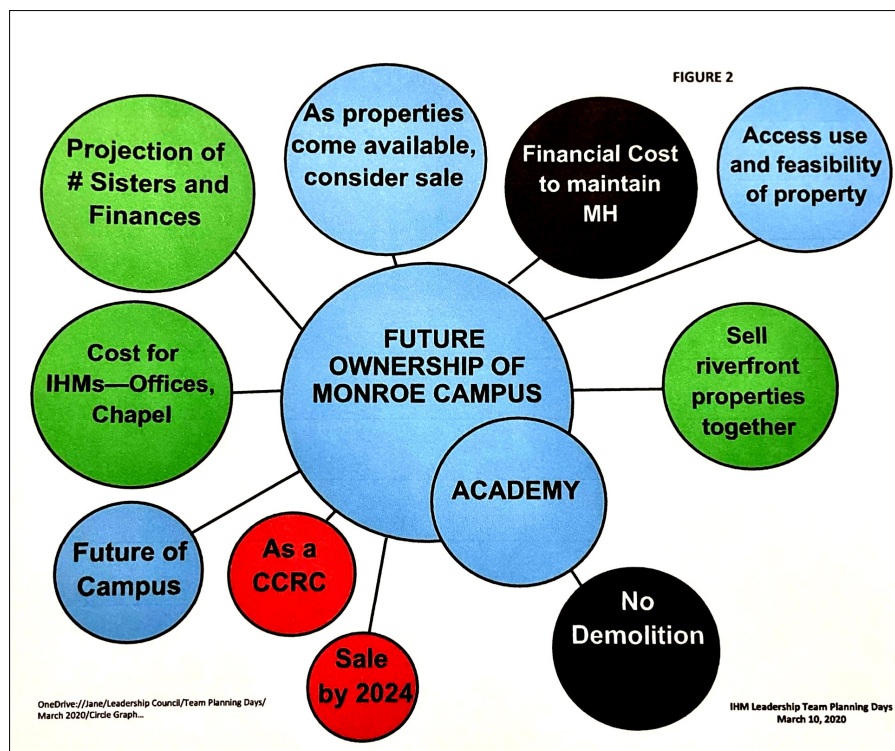 FIGURE 2
Projection of
# Sisters and
Finances
As properties
come available,
consider sale
Financial Cost
to maintain
MH
Access use
and feasibility
of property
Cost for
IHMs—Offices,
Chapel
FUTURE
OWNERSHIP OF
MONROE CAMPUS
Sell
riverfront
properties
together
ACADEMY
Future of
Campus
As a
CCRC
No
Demolition
Sale
by 2024
OneDrive://Jane/Leadership Council/Team Planning Days/
March 2020/Circle Graph...
IHM Leadership Team Planning Days
March 10, 2020